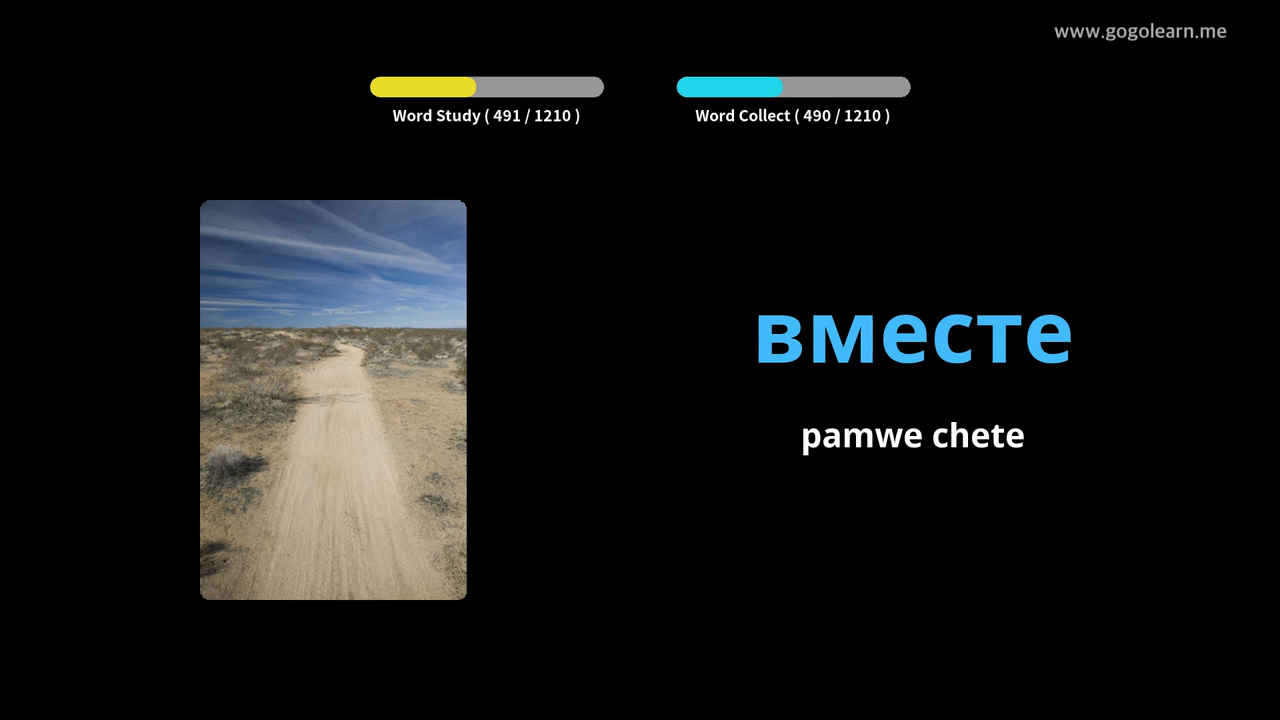 www.gogolearn.me
Word Study ( 491 / 1210 )
Word Collect ( 490 / 1210 )
вместе
pamwe chete